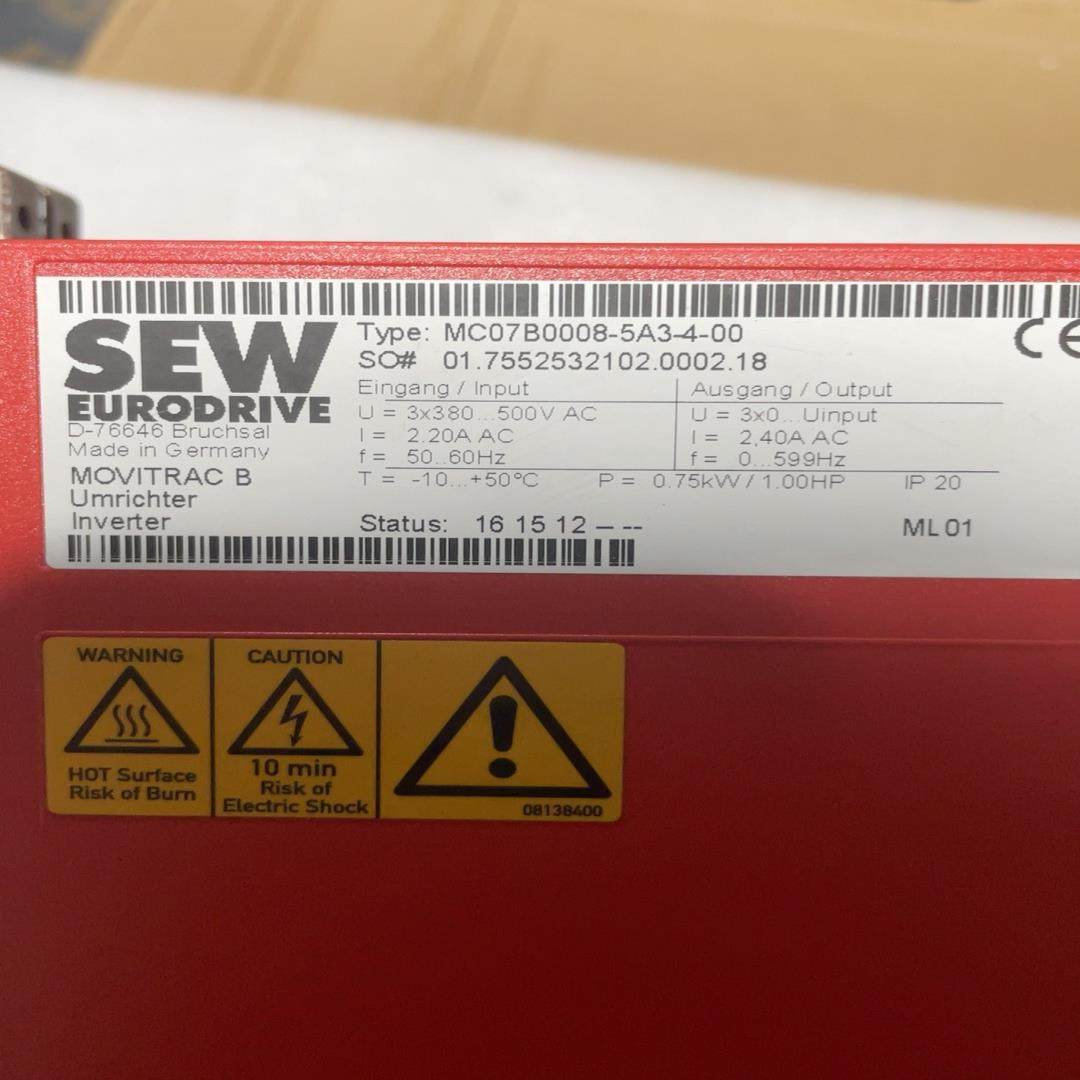 SEW
EURODRIVE
D-76646 Bruchsal
Made in Germany
MOVITRAC B
Umrichter
Inverter
Type: MC07B0008-5A3-4-00
SO# 01.7552532102.0002.18
Eingang / Input
U = 3x380...500V AC
I = 2.20A AC
f = 50..60Hz
Ausgang / Output
U = 3x0...Uinput
I = 2,40A AC
f = 0...599Hz
T = -10...+50°C P = 0.75kW / 1.00HP IP 20
Status: 16 15 12 – --
ML 01
CE
WARNING
HOT Surface
Risk of Burn
CAUTION
10 min
Risk of
Electric Shock
08138400